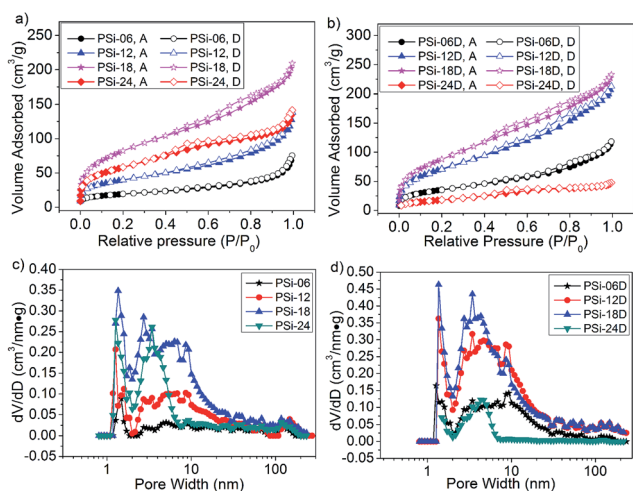 a)
PSi-06, A PSi-06, D
PSi-12, A PSi-12, D
PSi-18, A PSi-18, D
PSi-24, A PSi-24, D
Volume Adsorbed (cm³/g)
250
200
150
100
50
0
0.0 0.2 0.4 0.6 0.8 1.0
Relative pressure (P/P₀)
b)
PSi-06D, A PSi-06D, D
PSi-12D, A PSi-12D, D
PSi-18D, A PSi-18D, D
PSi-24D, A PSi-24D, D
Volume Adsorbed (cm³/g)
300
250
200
150
100
50
0
0.0 0.2 0.4 0.6 0.8 1.0
Relative pressure (P/P₀)
c)
PSi-06
PSi-12
PSi-18
PSi-24
dV/dD (cm³/nm•g)
0.40
0.35
0.30
0.25
0.20
0.15
0.10
0.05
0.00
1 10 100
Pore Width (nm)
d)
PSi-06D
PSi-12D
PSi-18D
PSi-24D
dV/dD (cm³/nm•g)
0.50
0.45
0.40
0.35
0.30
0.25
0.20
0.15
0.10
0.05
0.00
1 10 100
Pore Width (nm)